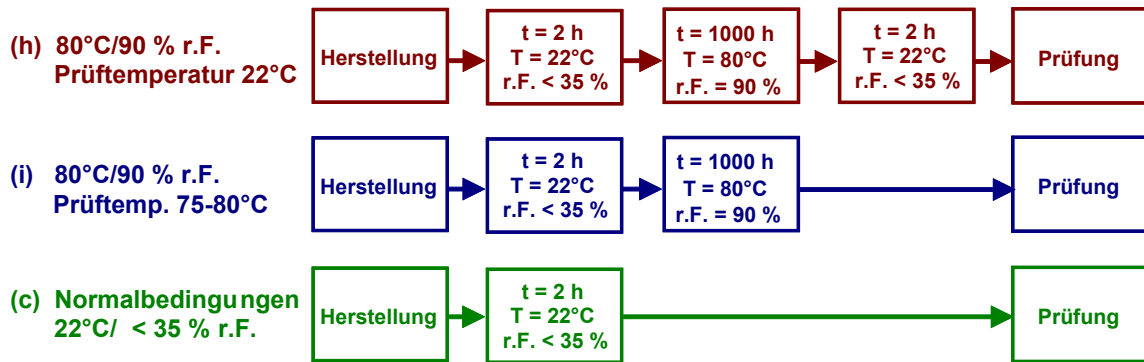 (h) 80°C/90 % r.F.
Prüftemperatur 22°C
Herstellung
t = 2 h
T = 22°C
r.F. < 35 %
t = 1000 h
T = 80°C
r.F. = 90 %
t = 2 h
T = 22°C
r.F. < 35 %
Prüfung
(i) 80°C/90 % r.F.
Prüftemp. 75-80°C
Herstellung
t = 2 h
T = 22°C
r.F. < 35 %
t = 1000 h
T = 80°C
r.F. = 90 %
Prüfung
(c) Normalbedingungen
22°C/ < 35 % r.F.
Herstellung
t = 2 h
T = 22°C
r.F. < 35 %
Prüfung